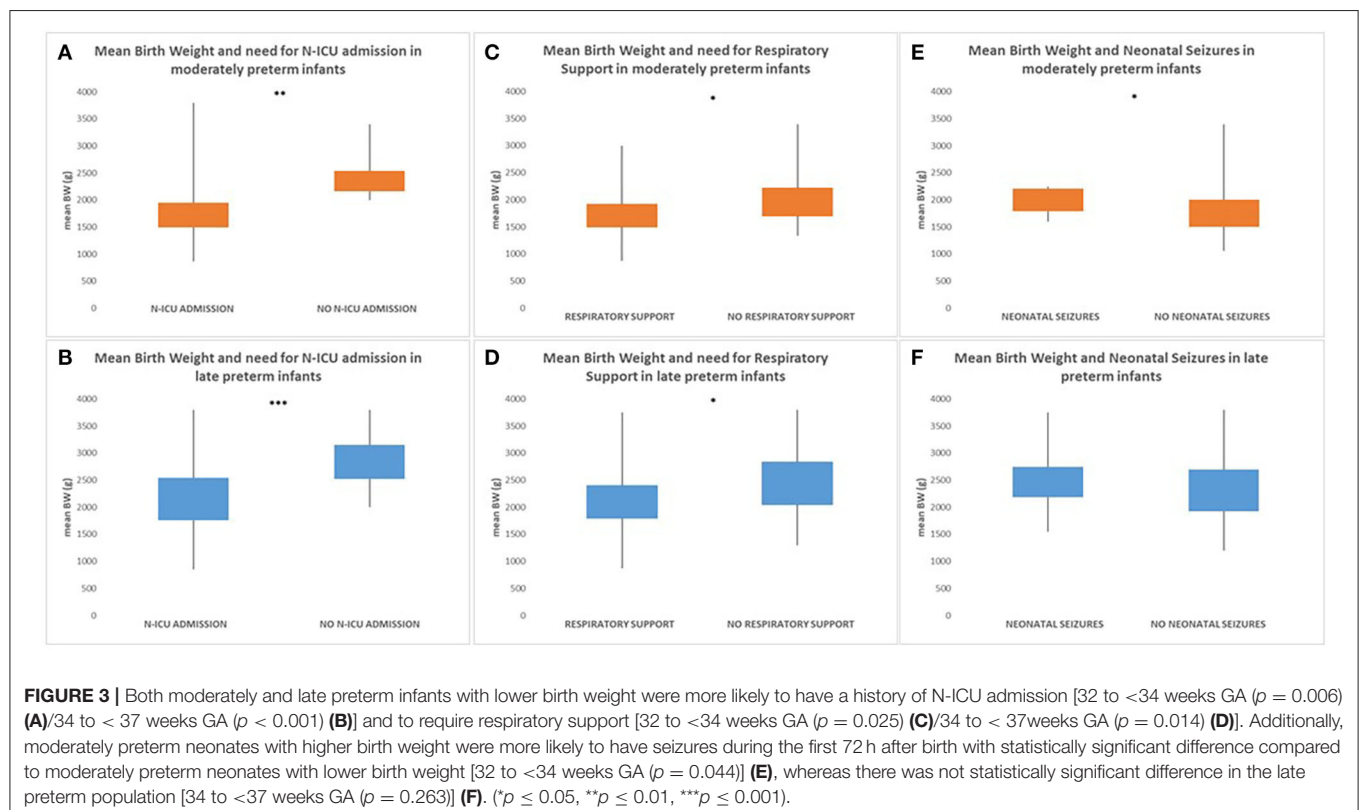 A
Mean Birth Weight and need for N-ICU admission in
moderately preterm infants
**
mean BW (g)
4000
3500
3000
2500
2000
1500
1000
500
0
N-ICU ADMISSION NO N-ICU ADMISSION
C
Mean Birth Weight and need for Respiratory
Support in moderately preterm infants
*
mean BW (g)
4000
3500
3000
2500
2000
1500
1000
500
0
RESPIRATORY SUPPORT NO RESPIRATORY SUPPORT
E
Mean Birth Weight and Neonatal Seizures in
moderately preterm infants
*
mean BW (g)
4000
3500
3000
2500
2000
1500
1000
500
0
NEONATAL SEIZURES NO NEONATAL SEIZURES
B
Mean Birth Weight and need for N-ICU admission in
late preterm infants
***
mean BW (g)
4000
3500
3000
2500
2000
1500
1000
500
0
N-ICU ADMISSION NO N-ICU ADMISSION
D
Mean Birth Weight and need for Respiratory
Support in late preterm infants
*
mean BW (g)
4000
3500
3000
2500
2000
1500
1000
500
0
RESPIRATORY SUPPORT NO RESPIRATORY SUPPORT
F
Mean Birth Weight and Neonatal Seizures in late
preterm infants
mean BW (g)
4000
3500
3000
2500
2000
1500
1000
500
0
NEONATAL SEIZURES NO NEONATAL SEIZURES
FIGURE 3 | Both moderately and late preterm infants with lower birth weight were more likely to have a history of N-ICU admission [32 to <34 weeks GA (p = 0.006)
(A)/34 to < 37 weeks GA (p < 0.001) (B)] and to require respiratory support [32 to <34 weeks GA (p = 0.025) (C)/34 to < 37weeks GA (p = 0.014) (D)]. Additionally,
moderately preterm neonates with higher birth weight were more likely to have seizures during the first 72 h after birth with statistically significant difference compared
to moderately preterm neonates with lower birth weight [32 to <34 weeks GA (p = 0.044)] (E), whereas there was not statistically significant difference in the late
preterm population [34 to <37 weeks GA (p = 0.263)] (F). (*p ≤ 0.05, **p ≤ 0.01, ***p ≤ 0.001).